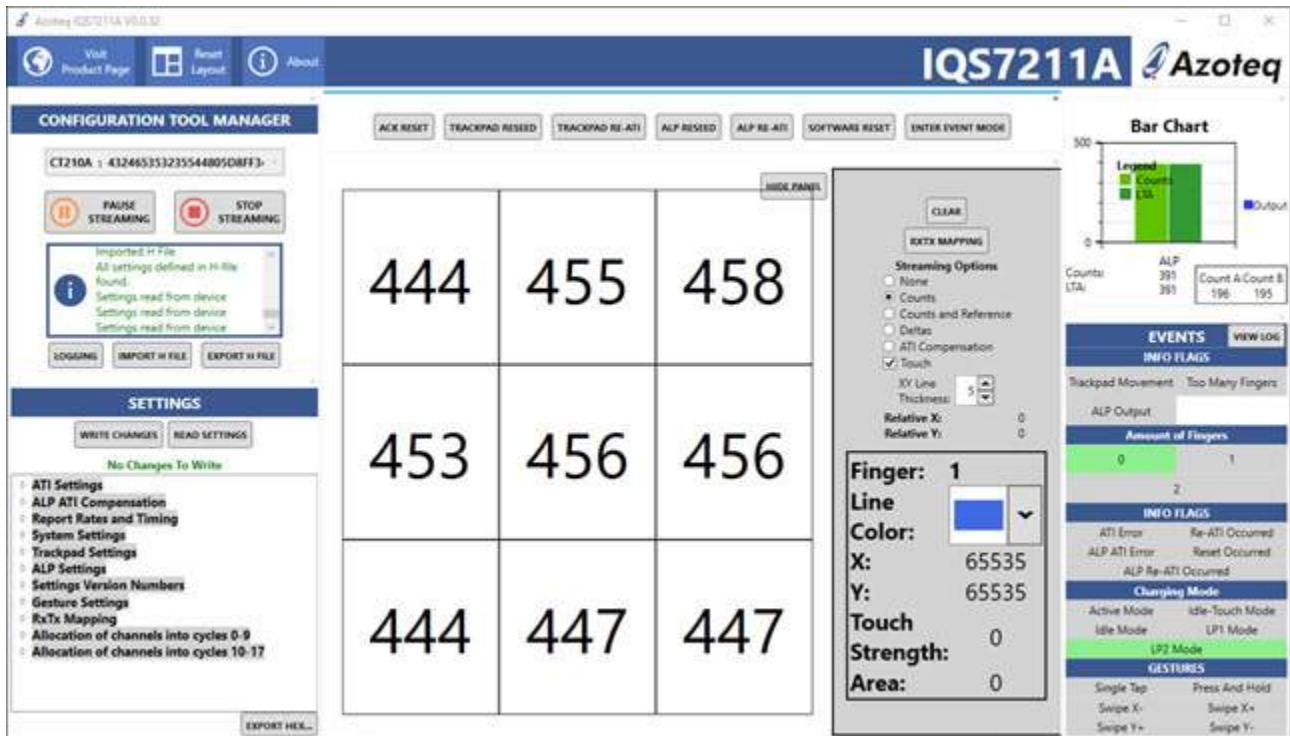 Azoteq IQS7211A V0.0.32
Visit Product Page
Reset Layout
About
IQS7211A
Azoteq
CONFIGURATION TOOL MANAGER
PAUSE STREAMING
STOP STREAMING
Imported H File
All settings defined in H-file
found.
Settings read from device
Settings read from device
Settings read from device
LOGGING
IMPORT H FILE
EXPORT H FILE
SETTINGS
WRITE CHANGES
READ SETTINGS
No Changes To Write
ATI Settings
ALP ATI Compensation
Report Rates and Timing
System Settings
Trackpad Settings
ALP Settings
Settings Version Numbers
Gesture Settings
RxTx Mapping
Allocation of channels into cycles 0-9
Allocation of channels into cycles 10-17
EXPORT HEX...
ACK RESET
TRACKPAD RESEED
TRACKPAD RE-ATI
ALP RESEED
ALP RE-ATI
SOFTWARE RESET
ENTER EVENT MODE
HIDE PANEL
444 455 458
453 456 456
444 447 447
CLEAR
RXTX MAPPING
Streaming Options
None
Counts
Counts and Reference
Deltas
ATI Compensation
Touch
XY Line
Thickness: 5
Relative X: 0
Relative Y: 0
Finger: 1
Line
Color:
X: 65535
Y: 65535
Touch
Strength: 0
Area: 0
Bar Chart
500
Legend
Counts
LTA
Output
0
ALP
Counts: 391
LTA: 391
Count A Count B
196 195
EVENTS
VIEW LOG
INFO FLAGS
Trackpad Movement Too Many Fingers
ALP Output
Amount of Fingers
0 1
2
INFO FLAGS
ATI Error Re-ATI Occurred
ALP ATI Error Reset Occurred
ALP Re-ATI Occurred
Charging Mode
Active Mode Idle-Touch Mode
Idle Mode LP1 Mode
LP2 Mode
GESTURES
Single Tap Press And Hold
Swipe X- Swipe X+
Swipe Y+ Swipe Y-